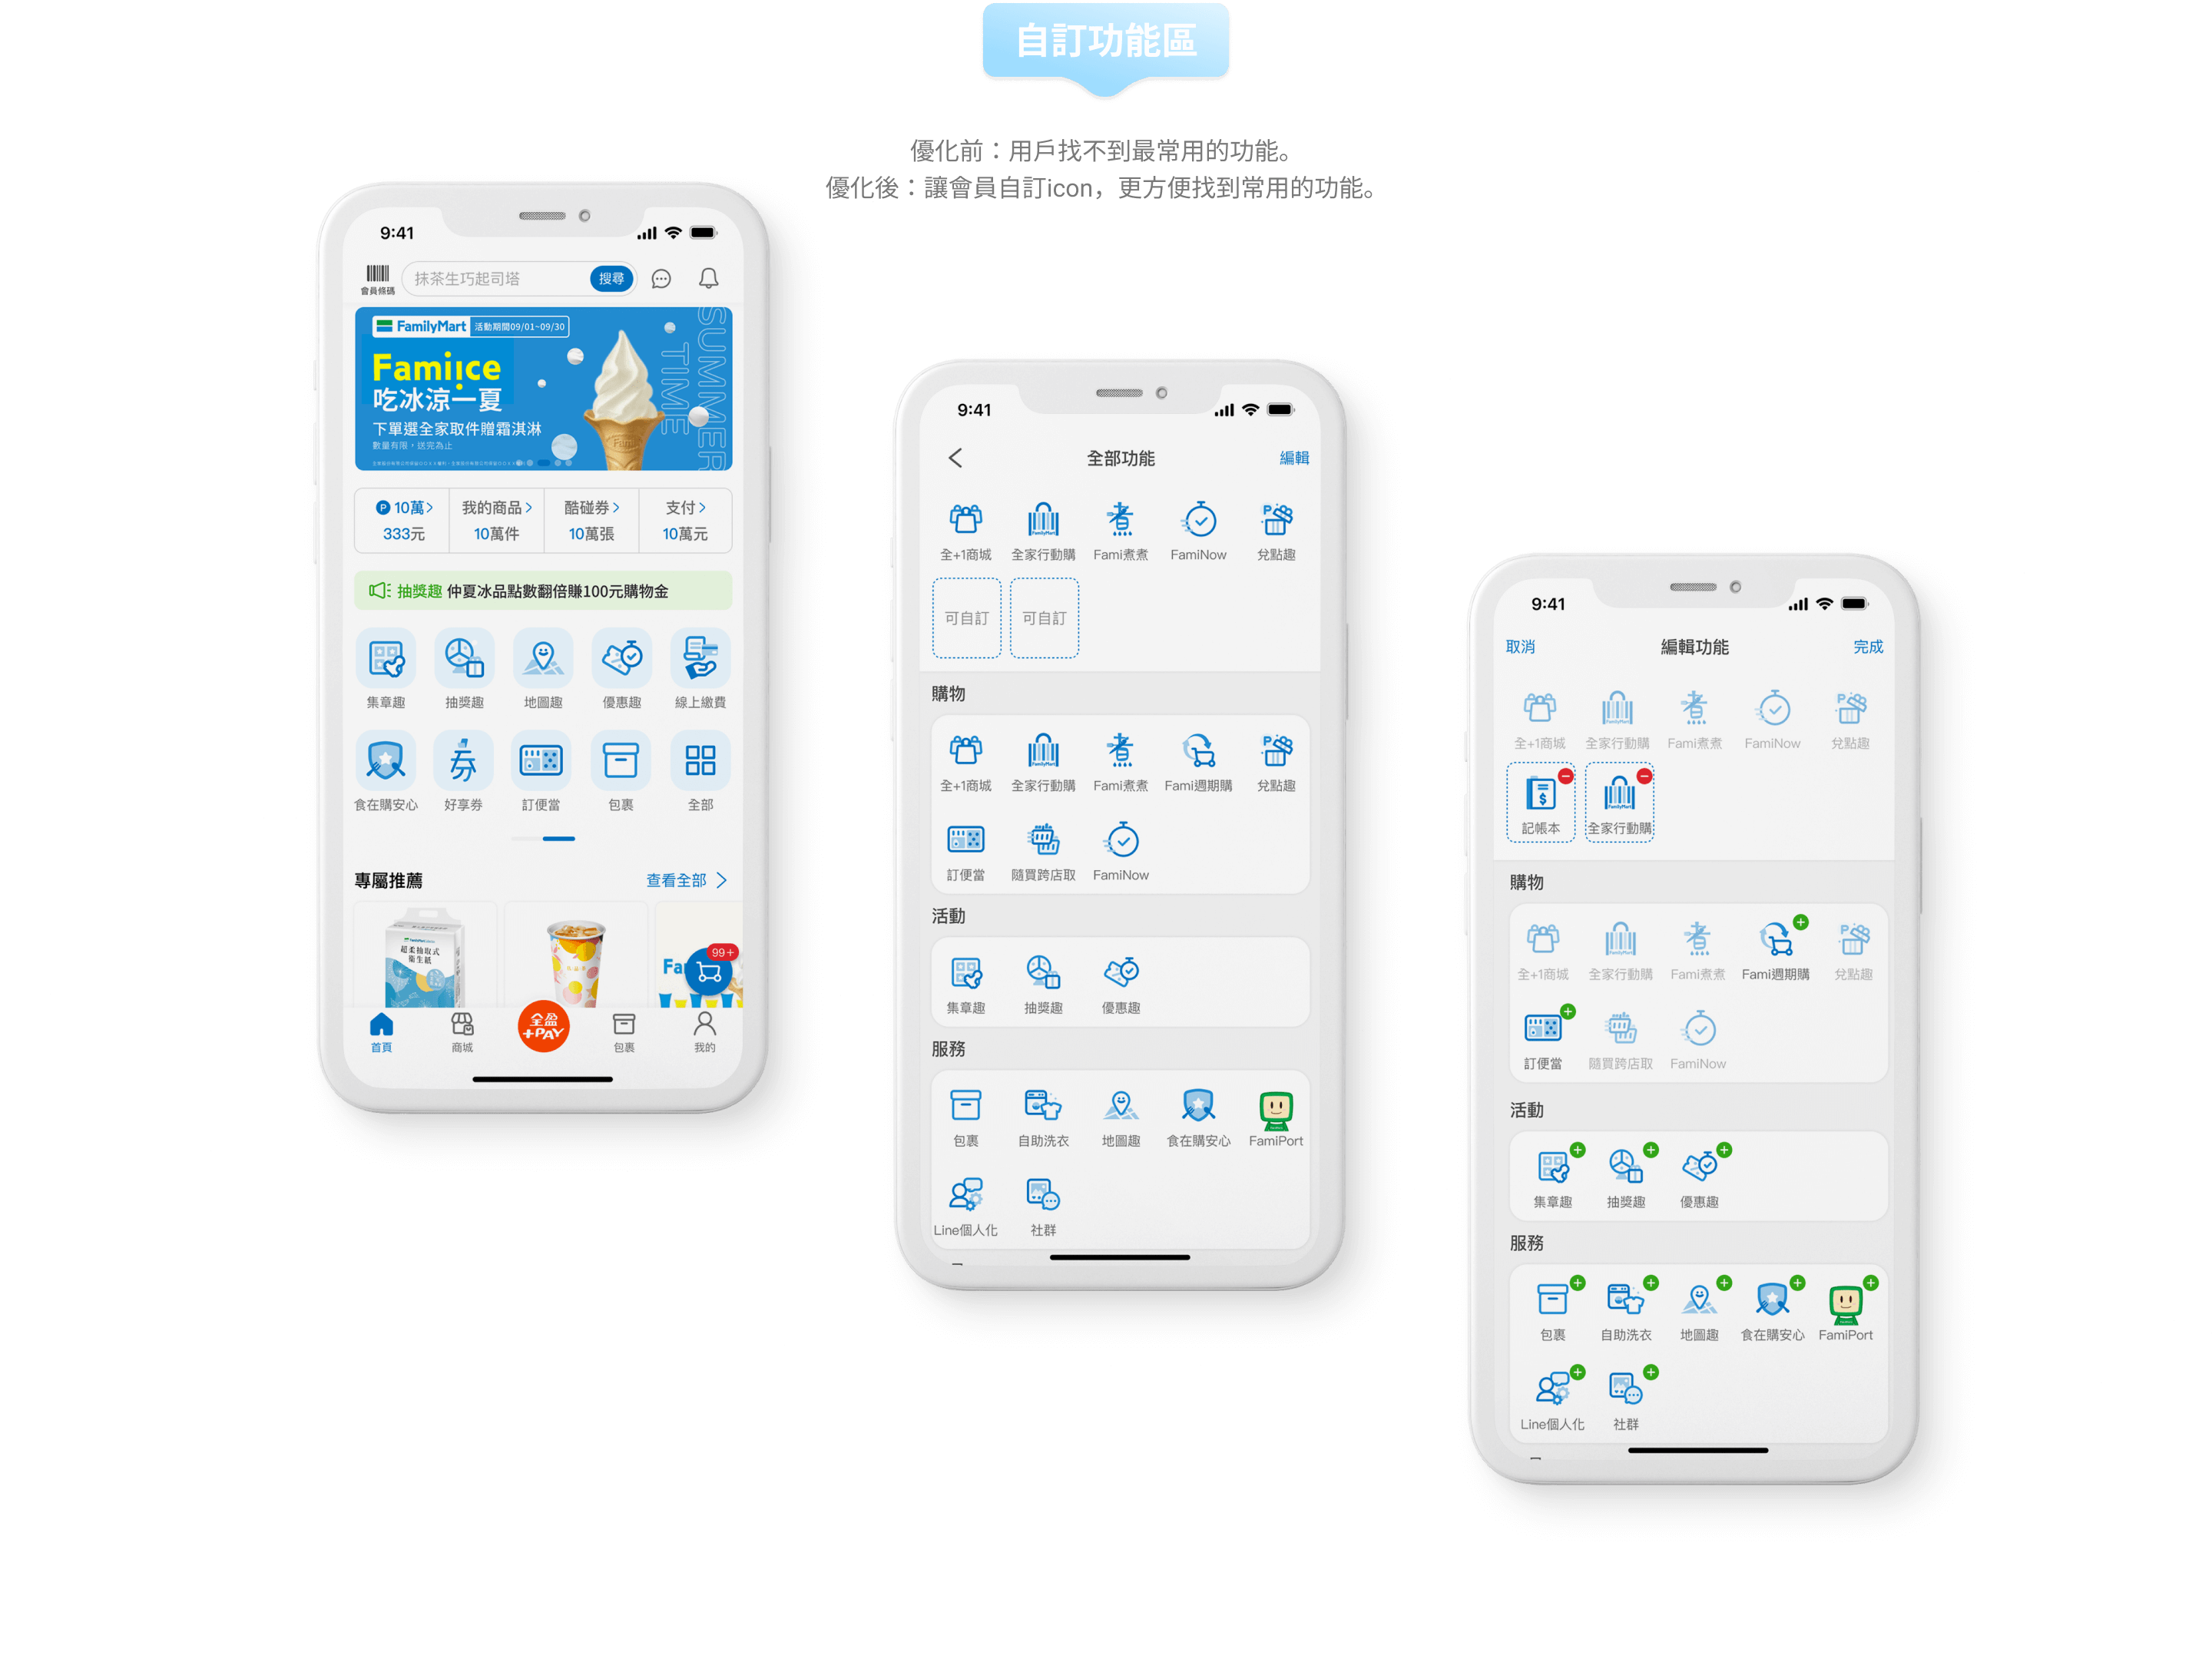 自訂功能區
優化前：用戶找不到最常用的功能。
優化後：讓會員自訂icon，更方便找到常用的功能。
9:41
會員條碼
抹茶生巧起司塔
搜尋
FamilyMart 活動期間09/01~09/30
Famiice
吃冰涼一夏
下單選全家取件贈霜淇淋
數量有限，送完為止
SUMMER
TIME
P 10萬 我的商品 酷碰券 支付
333元 10萬件 10萬張 10萬元
抽獎趣 仲夏冰品點數翻倍賺100元購物金
集章趣 抽獎趣 地圖趣 優惠趣 線上繳費
券
食在購安心 好享券 訂便當 包裹 全部
專屬推薦 查看全部
超柔抽取式
衛生紙
99+
Fa
全盈
+PAY
首頁 商城 包裹 我的
9:41
全部功能 編輯
全+1商城 全家行動購 Fami煮煮 FamiNow 兌點趣
可自訂 可自訂
購物
全+1商城 全家行動購 Fami煮煮 Fami週期購 兌點趣
訂便當 隨買跨店取 FamiNow
活動
集章趣 抽獎趣 優惠趣
服務
包裹 自助洗衣 地圖趣 食在購安心 FamiPort
Line個人化 社群
9:41
取消 編輯功能 完成
全+1商城 全家行動購 Fami煮煮 FamiNow 兌點趣
記帳本 全家行動購
購物
全+1商城 全家行動購 Fami煮煮 Fami週期購 兌點趣
訂便當 隨買跨店取 FamiNow
活動
集章趣 抽獎趣 優惠趣
服務
包裹 自助洗衣 地圖趣 食在購安心 FamiPort
Line個人化 社群